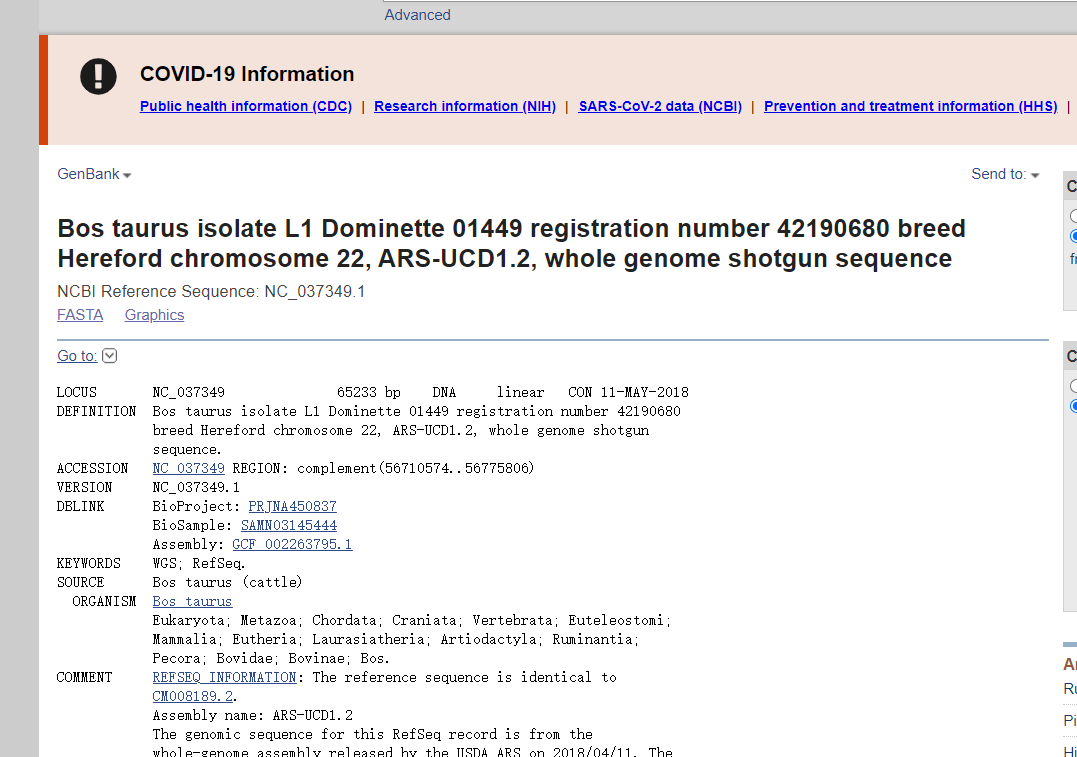 Advanced
COVID-19 Information
Public health information (CDC) | Research information (NIH) | SARS-CoV-2 data (NCBI) | Prevention and treatment information (HHS) |
GenBank
Send to:
Bos taurus isolate L1 Dominette 01449 registration number 42190680 breed
Hereford chromosome 22, ARS-UCD1.2, whole genome shotgun sequence
NCBI Reference Sequence: NC_037349.1
FASTA Graphics
Go to:
LOCUS NC_037349 65233 bp DNA linear CON 11-MAY-2018
DEFINITION Bos taurus isolate L1 Dominette 01449 registration number 42190680
breed Hereford chromosome 22, ARS-UCD1.2, whole genome shotgun
sequence.
ACCESSION NC_037349 REGION: complement(56710574..56775806)
VERSION NC_037349.1
DBLINK BioProject: PRJNA450837
BioSample: SAMN03145444
Assembly: GCF_002263795.1
KEYWORDS WGS; RefSeq.
SOURCE Bos taurus (cattle)
ORGANISM Bos taurus
Eukaryota; Metazoa; Chordata; Craniata; Vertebrata; Euteleostomi;
Mammalia; Eutheria; Laurasiatheria; Artiodactyla; Ruminantia;
Pecora; Bovidae; Bovinae; Bos.
COMMENT REFSEQ INFORMATION: The reference sequence is identical to
CM008189.2.
Assembly name: ARS-UCD1.2
The genomic sequence for this RefSeq record is from the
whole-genome assembly released by the USDA ARS on 2018/04/11. The